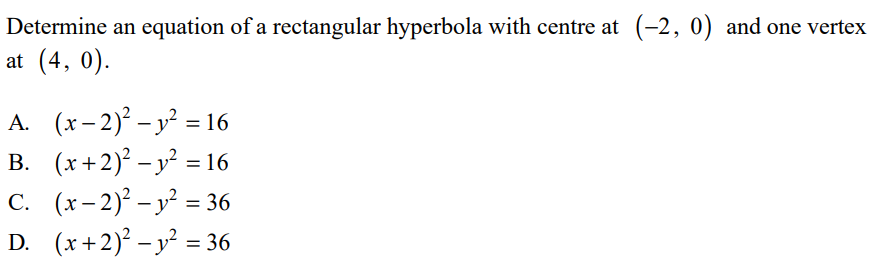 Determine an equation of a rectangular hyperbola with centre at (−2, 0) and one vertex
at (4, 0).
A. (x − 2)² − y² = 16
B. (x + 2)² − y² = 16
C. (x − 2)² − y² = 36
D. (x + 2)² − y² = 36